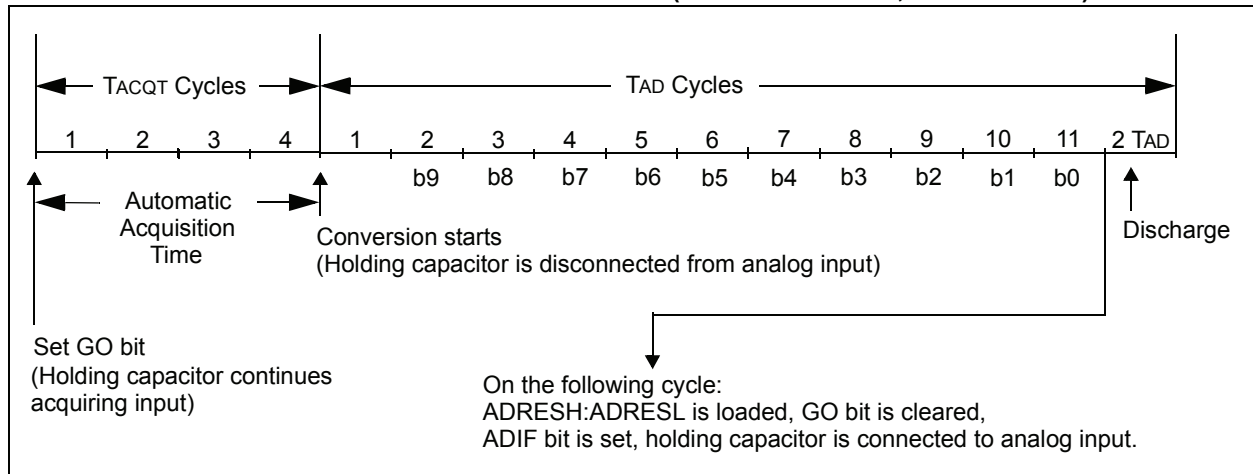 TACQT Cycles
TAD Cycles
1 2 3 4 1 2 3 4 5 6 7 8 9 10 11 2 TAD
b9 b8 b7 b6 b5 b4 b3 b2 b1 b0
Automatic
Acquisition
Time
Conversion starts
(Holding capacitor is disconnected from analog input)
Discharge
Set GO bit
(Holding capacitor continues
acquiring input)
On the following cycle:
ADRESH:ADRESL is loaded, GO bit is cleared,
ADIF bit is set, holding capacitor is connected to analog input.